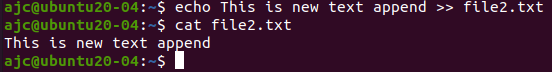 ajc@ubuntu20-04:~$ echo This is new text append >> file2.txt
ajc@ubuntu20-04:~$ cat file2.txt
This is new text append
ajc@ubuntu20-04:~$